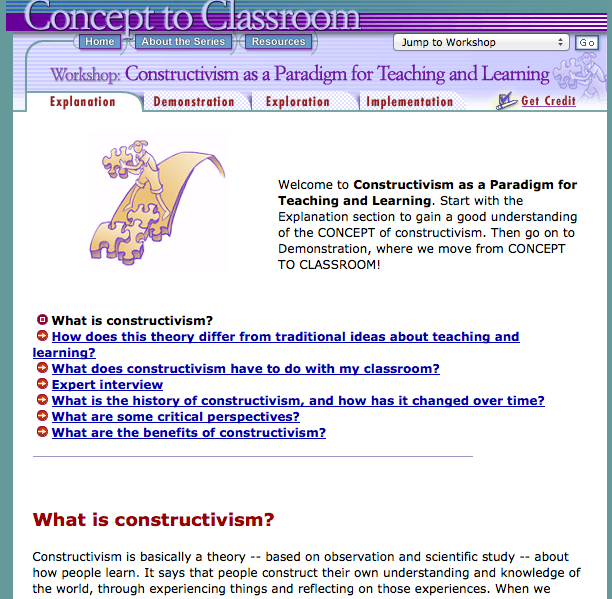 Concept to Classroom
Home About the Series Resources Jump to Workshop Go
Workshop: Constructivism as a Paradigm for Teaching and Learning
Explanation Demonstration Exploration Implementation Get Credit
Welcome to Constructivism as a Paradigm for
Teaching and Learning. Start with the
Explanation section to gain a good understanding
of the CONCEPT of constructivism. Then go on to
Demonstration, where we move from CONCEPT
TO CLASSROOM!
What is constructivism?
How does this theory differ from traditional ideas about teaching and
learning?
What does constructivism have to do with my classroom?
Expert interview
What is the history of constructivism, and how has it changed over time?
What are some critical perspectives?
What are the benefits of constructivism?
What is constructivism?
Constructivism is basically a theory -- based on observation and scientific study -- about
how people learn. It says that people construct their own understanding and knowledge of
the world, through experiencing things and reflecting on those experiences. When we